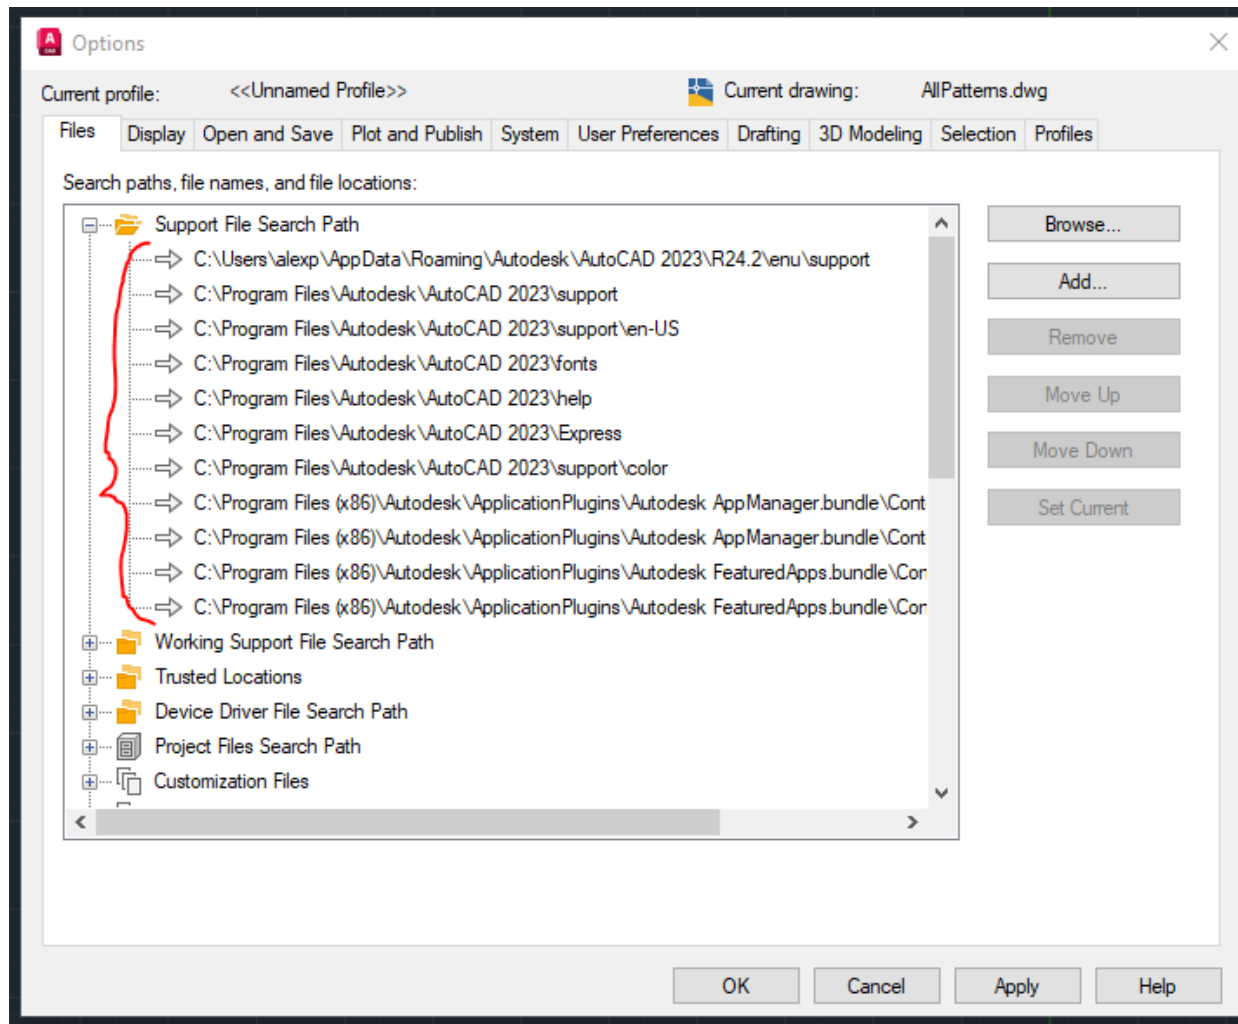 A CAD Options
Current profile: <<Unnamed Profile>> Current drawing: AllPatterns.dwg
Files Display Open and Save Plot and Publish System User Preferences Drafting 3D Modeling Selection Profiles
Search paths, file names, and file locations:
Support File Search Path
C:\Users\alexp\AppData\Roaming\Autodesk\AutoCAD 2023\R24.2\enu\support
C:\Program Files\Autodesk\AutoCAD 2023\support
C:\Program Files\Autodesk\AutoCAD 2023\support\en-US
C:\Program Files\Autodesk\AutoCAD 2023\fonts
C:\Program Files\Autodesk\AutoCAD 2023\help
C:\Program Files\Autodesk\AutoCAD 2023\Express
C:\Program Files\Autodesk\AutoCAD 2023\support\color
C:\Program Files (x86)\Autodesk\ApplicationPlugins\Autodesk AppManager.bundle\Cont
C:\Program Files (x86)\Autodesk\ApplicationPlugins\Autodesk AppManager.bundle\Cont
C:\Program Files (x86)\Autodesk\ApplicationPlugins\Autodesk FeaturedApps.bundle\Con
C:\Program Files (x86)\Autodesk\ApplicationPlugins\Autodesk FeaturedApps.bundle\Con
Working Support File Search Path
Trusted Locations
Device Driver File Search Path
Project Files Search Path
Customization Files
Browse...
Add...
Remove
Move Up
Move Down
Set Current
OK Cancel Apply Help